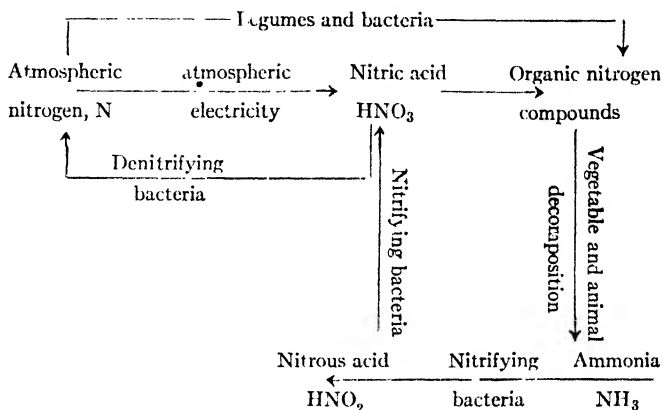 Legumes and bacteria
Atmospheric atmospheric Nitric acid Organic nitrogen
nitrogen, N electricity HNO₃ compounds
Denitrifying
bacteria
Nitrifying bacteria
Vegetable and animal
decomposition
Nitrous acid Nitrifying Ammonia
HNO₂ bacteria NH₃